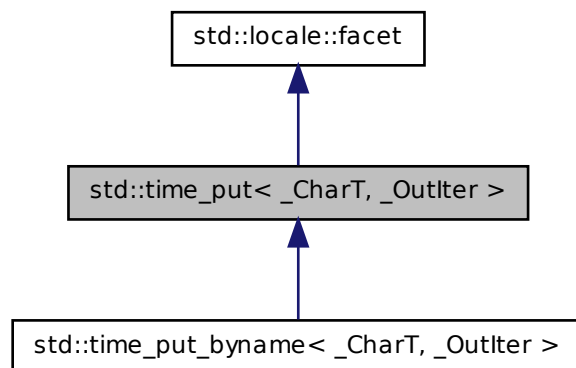 std::locale::facet
std::time_put< _CharT, _OutIter >
std::time_put_byname< _CharT, _OutIter >